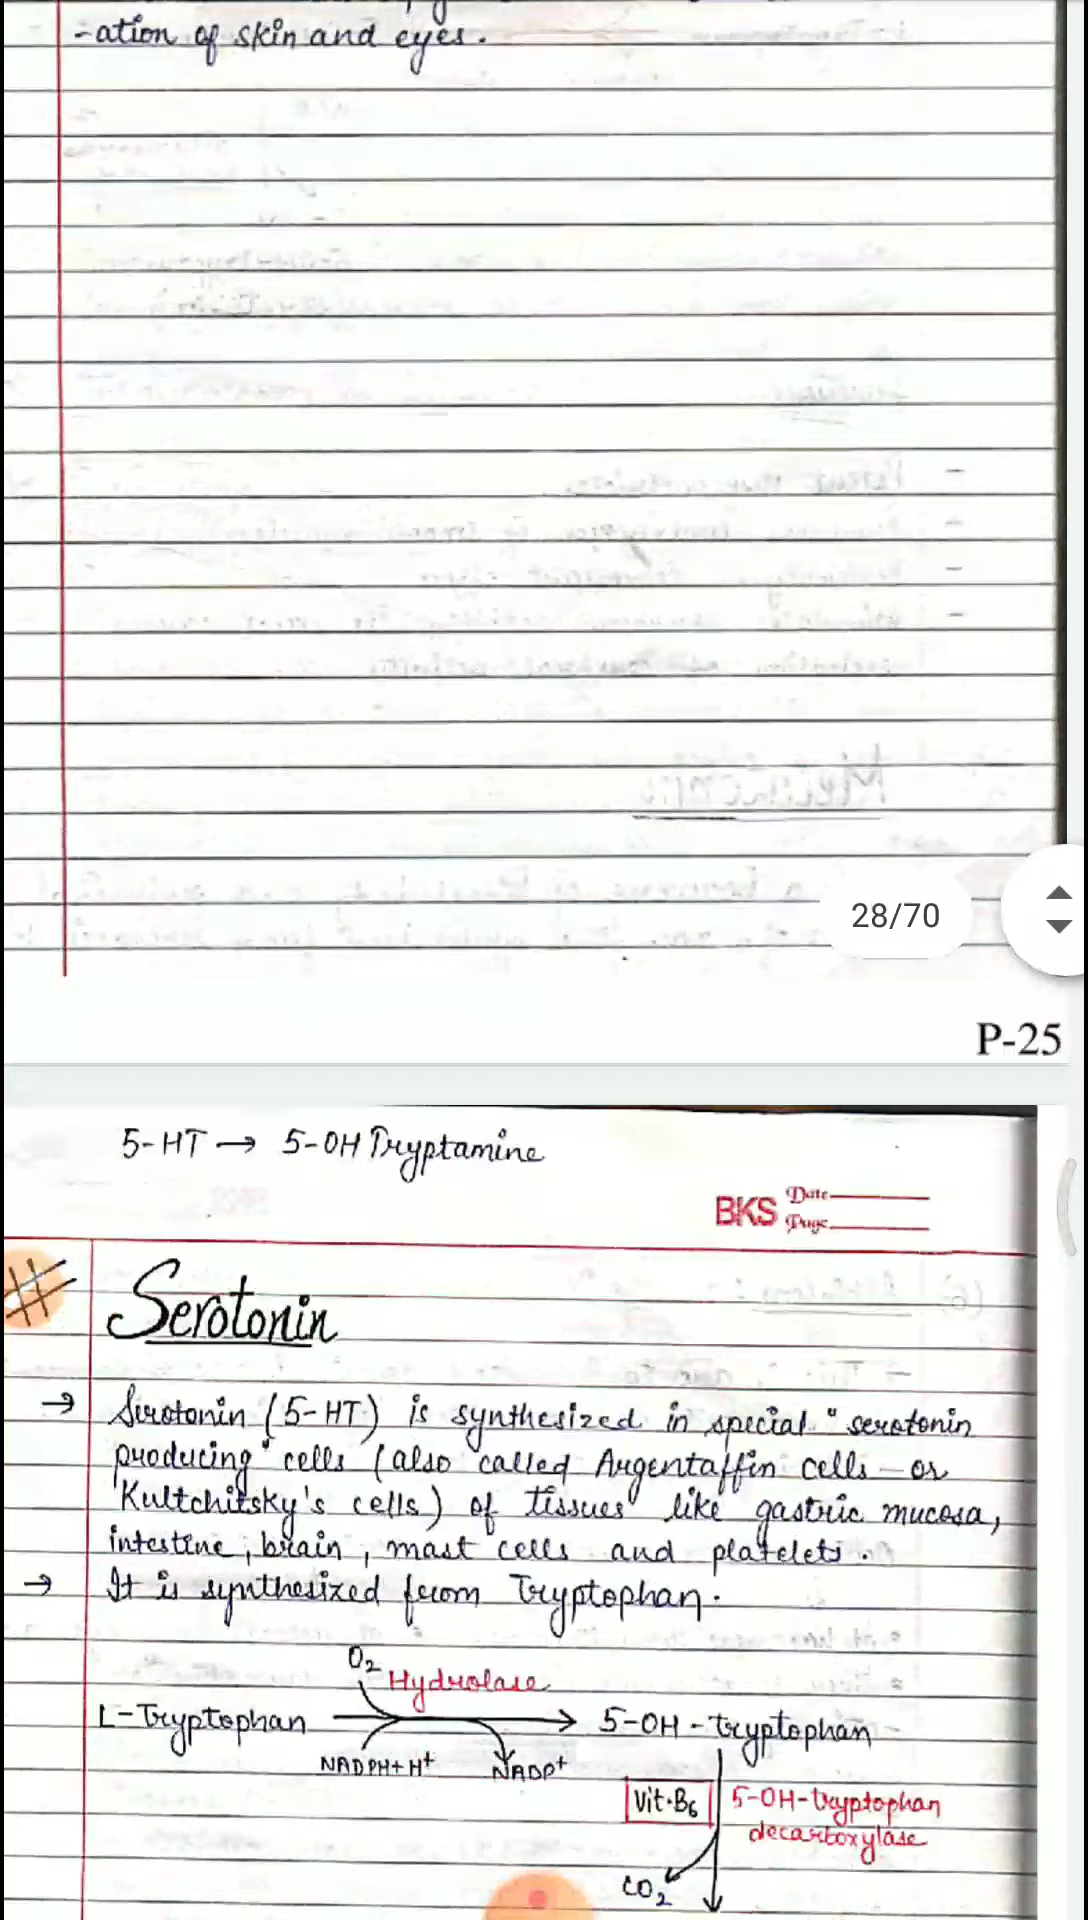 -ation of skin and eyes.
28/70
P-25
5-HT → 5-OH Tryptamine
BKS Date
Page
# Serotonin
→ Serotonin (5-HT) is synthesized in special "serotonin
producing" cells (also called Argentaffin cells or
Kultchitsky's cells) of tissues like gastric mucosa,
intestine, brain, mast cells and platelets.
→ It is synthesized from Tryptophan.
O2 Hydrolase
L-Tryptophan → 5-OH-tryptophan
NADPH+H+ NADP+
Vit.B6 5-OH-tryptophan
decarboxylase
CO2